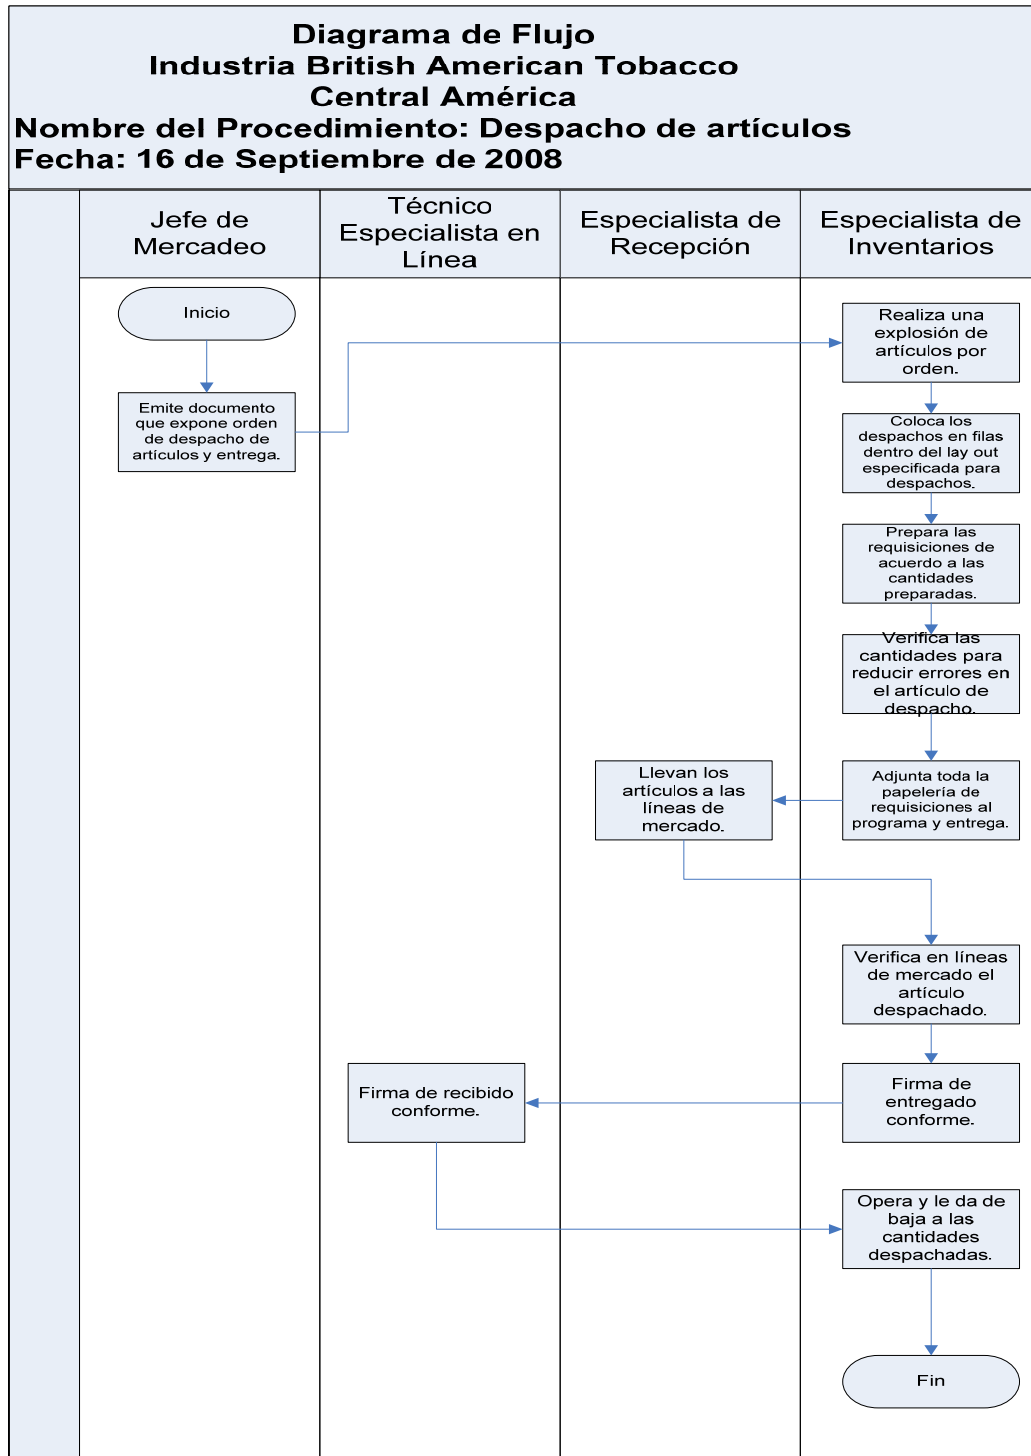 Diagrama de Flujo
Industria British American Tobacco
Central América
Nombre del Procedimiento: Despacho de artículos
Fecha: 16 de Septiembre de 2008
Jefe de
Mercadeo
Técnico
Especialista en
Línea
Especialista de
Recepción
Especialista de
Inventarios
Inicio
Emite documento
que expone orden
de despacho de
artículos y entrega.
Realiza una
explosión de
artículos por
orden.
Coloca los
despachos en filas
dentro del lay out
especificada para
despachos.
Prepara las
requisiciones de
acuerdo a las
cantidades
preparadas.
Verifica las
cantidades para
reducir errores en
el artículo de
despacho.
Adjunta toda la
papelería de
requisiciones al
programa y entrega.
Llevan los
artículos a las
líneas de
mercado.
Verifica en líneas
de mercado el
artículo
despachado.
Firma de
entregado
conforme.
Firma de recibido
conforme.
Opera y le da de
baja a las
cantidades
despachadas.
Fin